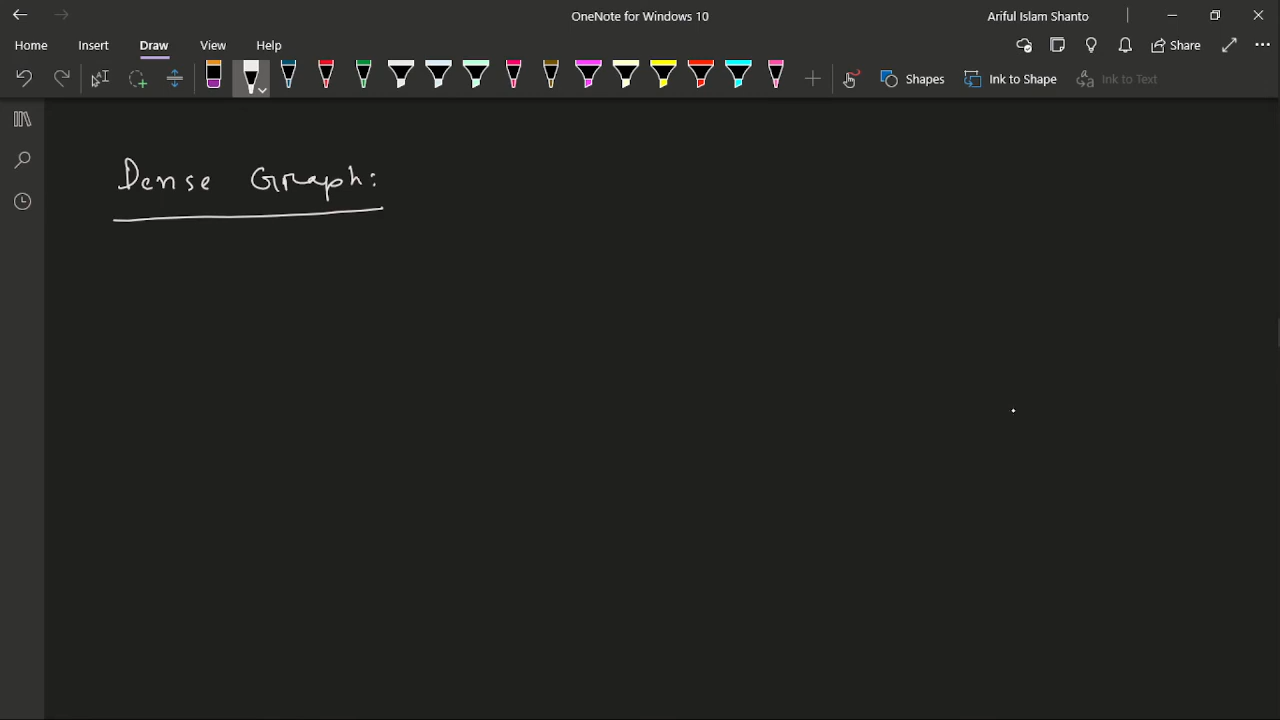 OneNote for Windows 10
Ariful Islam Shanto
Home Insert Draw View Help
Share
Shapes
Ink to Shape
Ink to Text
Dense Graph: